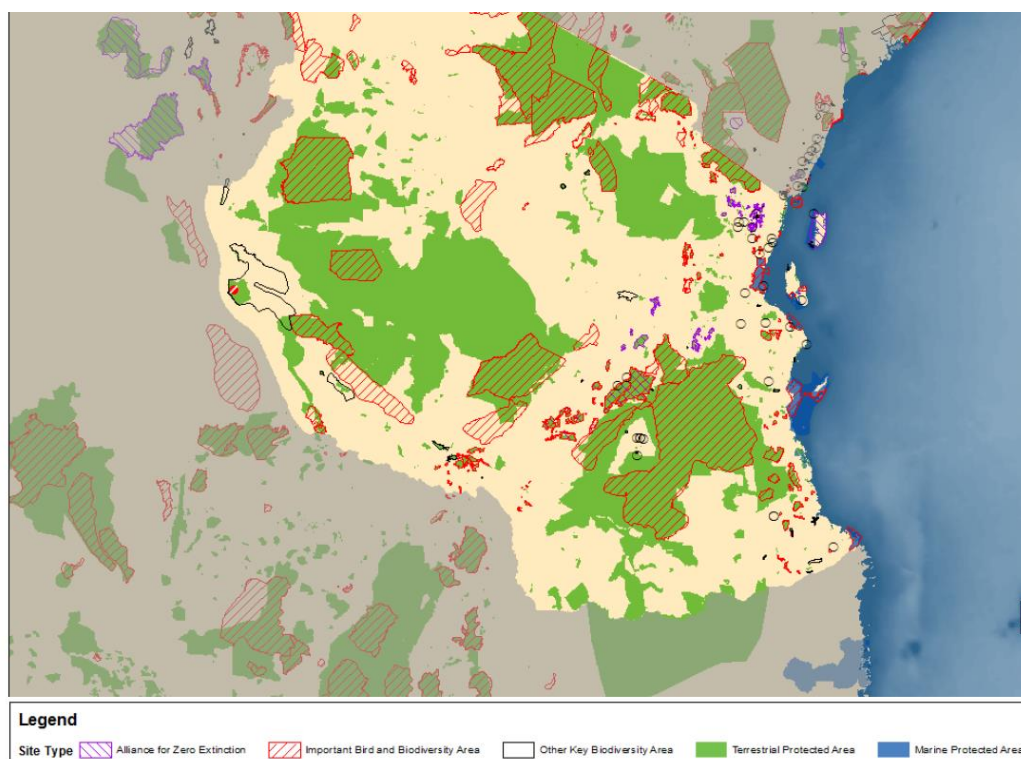 Legend
Site Type Alliance for Zero Extinction Important Bird and Biodiversity Area Other Key Biodiversity Area Terrestrial Protected Area Marine Protected Area